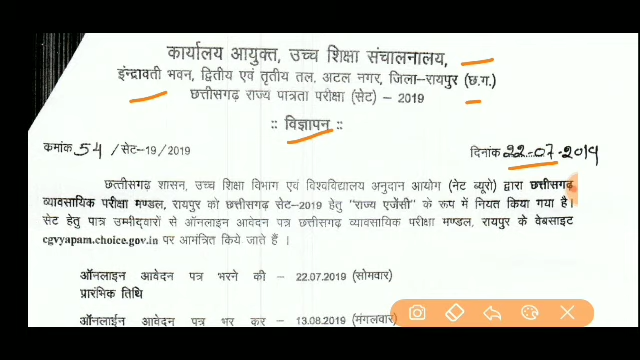 कार्यालय आयुक्त, उच्च शिक्षा संचालनालय,
इंद्रावती भवन, द्वितीय एवं तृतीय तल, अटल नगर, जिला–रायपुर (छ.ग.)
छत्तीसगढ़ राज्य पात्रता परीक्षा (सेट) – 2019
:: विज्ञापन ::
कमांक 54 / सेट–19 / 2019
दिनांक 22-07-2019
छत्तीसगढ़ शासन, उच्च शिक्षा विभाग एवं विश्वविद्यालय अनुदान आयोग (नेट ब्यूरो) द्वारा छत्तीसगढ़
व्यावसायिक परीक्षा मण्डल, रायपुर को छत्तीसगढ़ सेट–2019 हेतु "राज्य एजेंसी" के रूप में नियत किया गया है।
सेट हेतु पात्र उम्मीदवारों से ऑनलाइन आवेदन पत्र छत्तीसगढ़ व्यावसायिक परीक्षा मण्डल, रायपुर के वेबसाइट
cgvyapam.choice.gov.in पर आमंत्रित किये जाते हैं ।
ऑनलाइन आवेदन पत्र भरने की – 22.07.2019 (सोमवार)
प्रारंभिक तिथि
ऑनलाईन आवेदन पत्र भर कर – 13.08.2019 (मंगलवार)